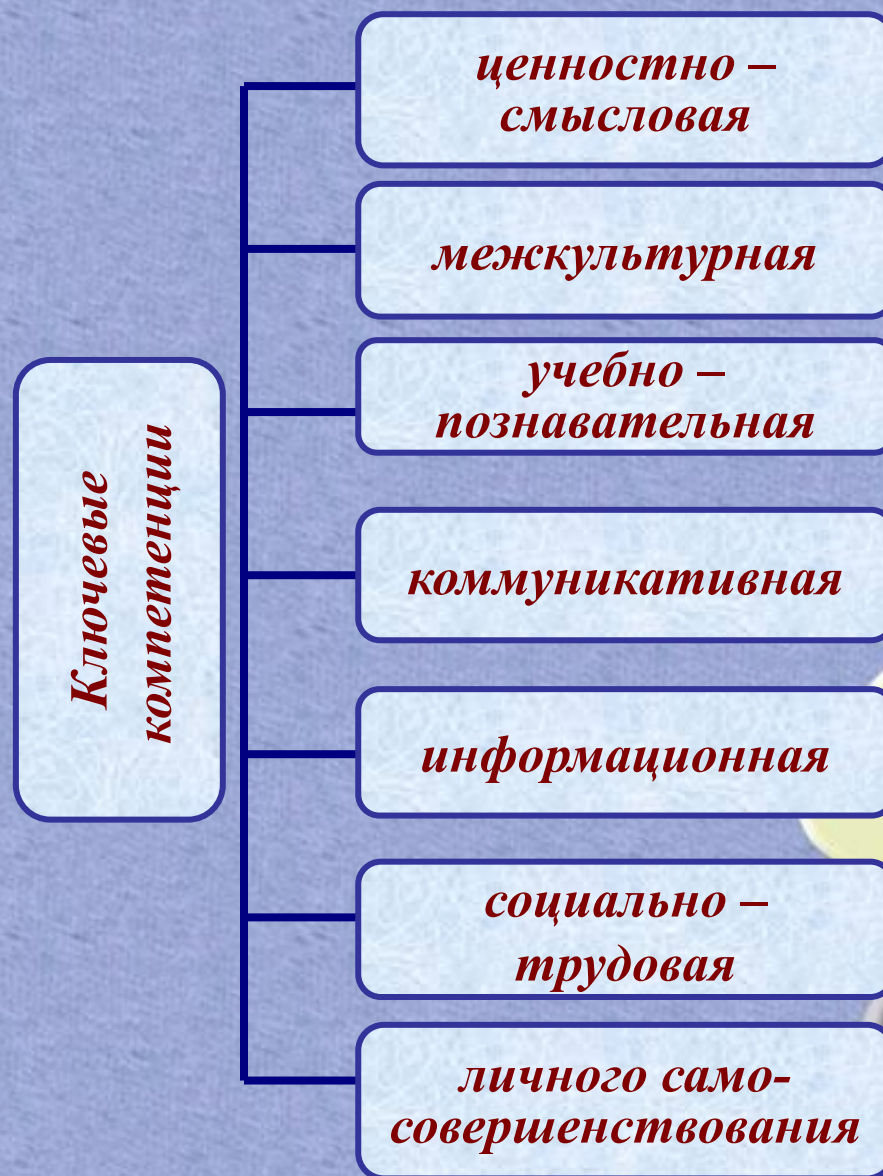 Ключевые
компетенции
ценностно –
смысловая
межкультурная
учебно –
познавательная
коммуникативная
информационная
социально –
трудовая
личного само-
совершенствования